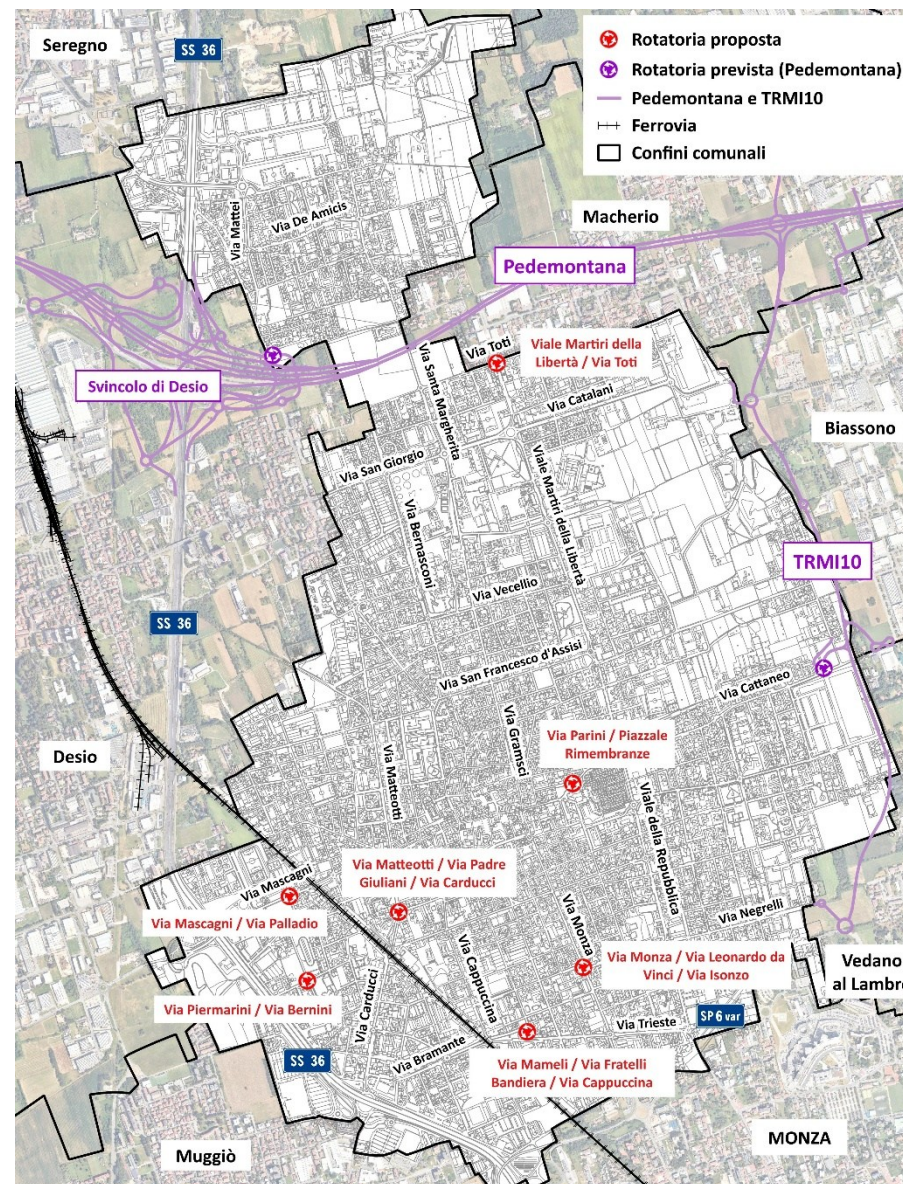 Seregno
SS 36
Rotatoria proposta
Rotatoria prevista (Pedemontana)
Pedemontana e TRMI10
Ferrovia
Confini comunali
Macherio
Via Mattei
Via De Amicis
Pedemontana
Svincolo di Desio
Via Toti
Viale Martiri della
Libertà / Via Toti
Via Santa Margherita
Via Catalani
Biassono
Via San Giorgio
Via Bernasconi
Viale Martiri della Libertà
TRMI10
Via Vecellio
SS 36
Via San Francesco d'Assisi
Via Cattaneo
Via Gramsci
Via Parini / Piazzale
Rimembranze
Desio
Via Matteotti
Viale della Repubblica
Via Matteotti / Via Padre
Giuliani / Via Carducci
Via Mascagni
Via Mascagni / Via Palladio
Via Negrelli
Via Monza
Via Cappuccina
Via Monza / Via Leonardo da
Vinci / Via Isonzo
Vedano
al Lambro
Via Piermarini / Via Bernini
Via Carducci
Via Trieste
SP 6 var
SS 36
Via Bramante
Via Mameli / Via Fratelli
Bandiera / Via Cappuccina
Muggiò
MONZA